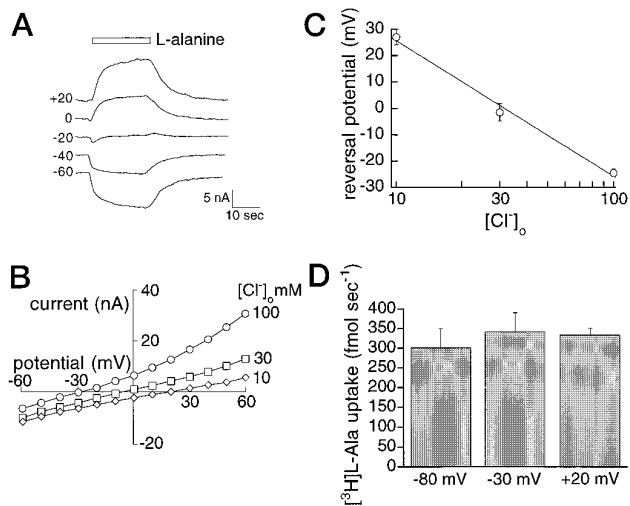 A
L-alanine
+20
0
-20
-40
-60
5 nA
10 sec
B
current (nA)
40
20
-20
[Cl⁻]ₒmM
100
30
10
potential (mV)
-60
-30
30
60
C
reversal potential (mV)
30
20
10
0
-10
-20
-30
10
30
100
[Cl⁻]ₒ
D
[³H]L-Ala uptake (fmol sec⁻¹)
400
350
300
250
200
150
100
50
0
-80 mV
-30 mV
+20 mV